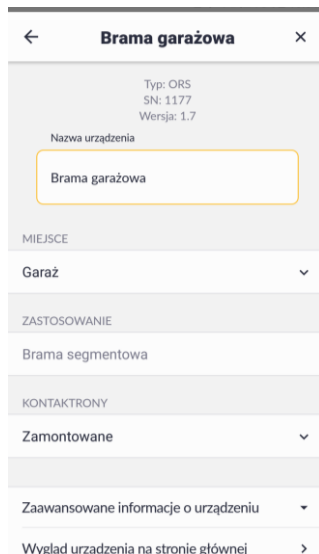 Brama garażowa
Typ: ORS
SN: 1177
Wersja: 1.7
Nazwa urządzenia
Brama garażowa
MIEJSCE
Garaż
ZASTOSOWANIE
Brama segmentowa
KONTAKTRONY
Zamontowane
Zaawansowane informacje o urządzeniu
Wygląd urządzenia na stronie głównej